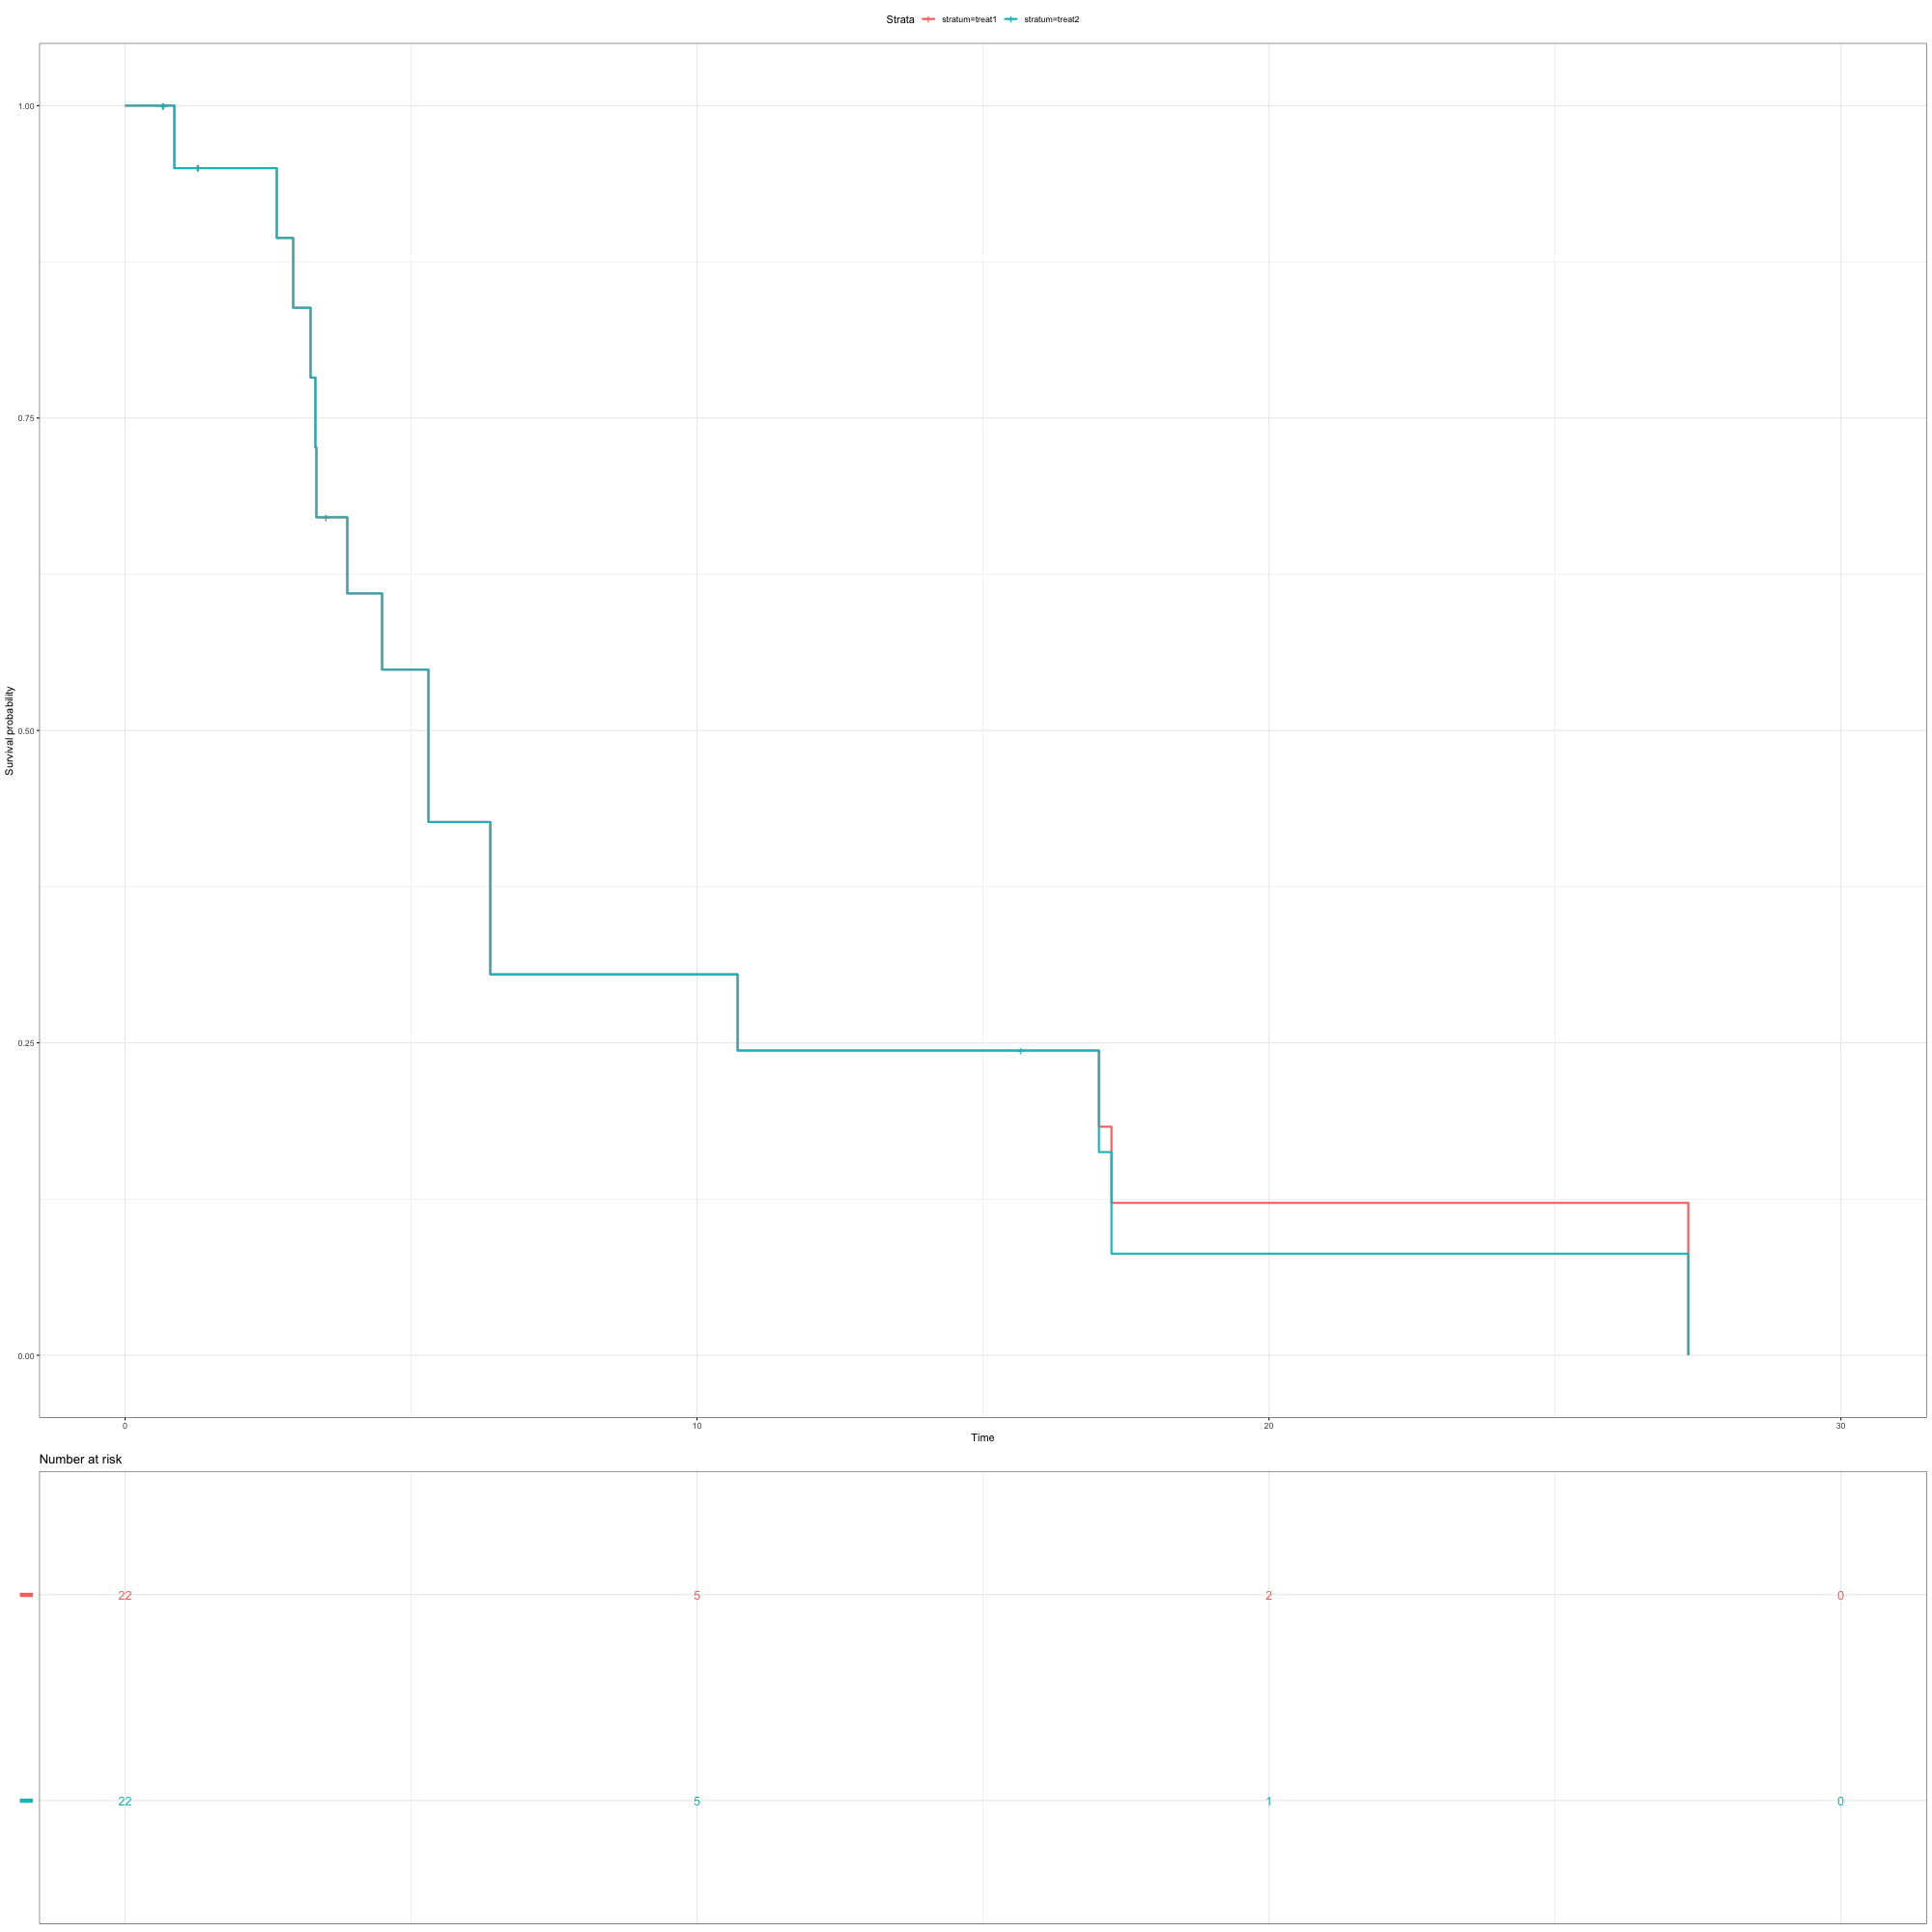 Strata stratum=treat1 stratum=treat2
1.00
0.75
0.50
0.25
0.00
Survival probability
0 10 20 30
Time
Number at risk
22 5 2 0
22 5 1 0